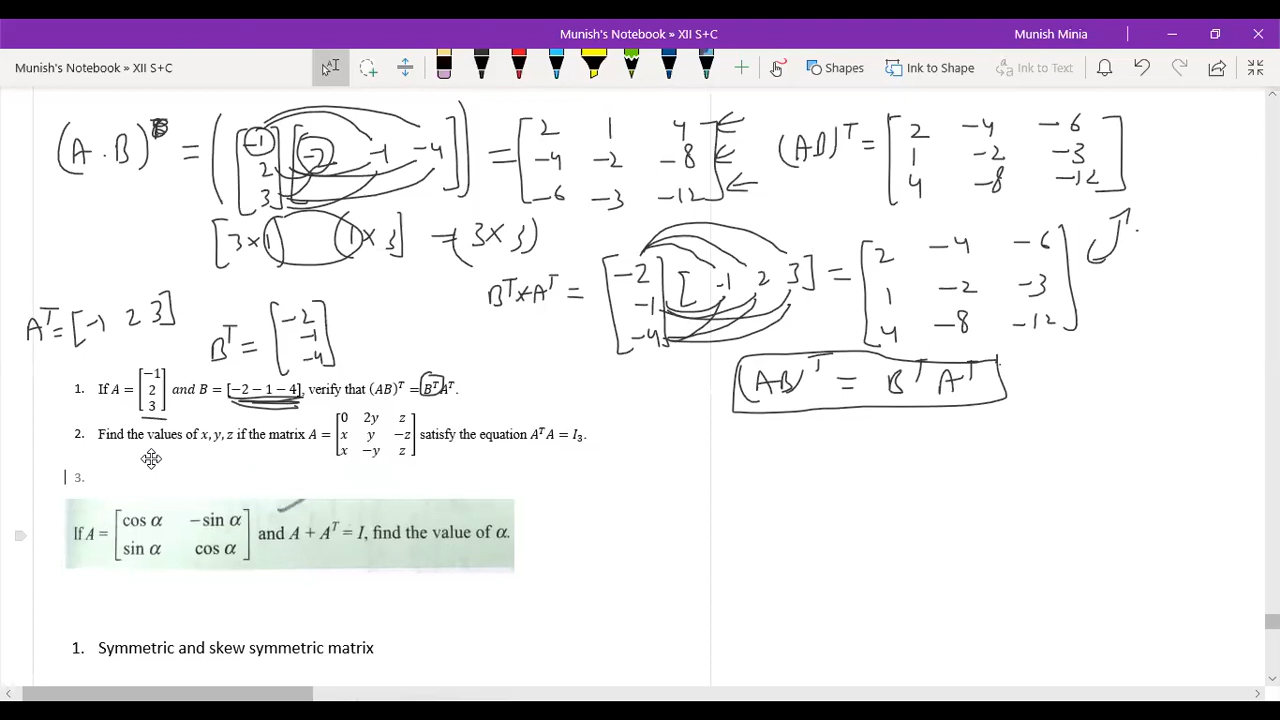 Munish's Notebook » XII S+C
Munish Minia
Munish's Notebook » XII S+C
Shapes
Ink to Shape
Ink to Text
(A . B) = ([-1 2 3] [-2 -1 -4]) = [2 1 4
-4 -2 -8
-6 -3 -12]
(AB)^T = [2 -4 -6
1 -2 -3
4 -8 -12]
[3×1 1×3] → (3×3)
B^T × A^T = [-2 -1 -4] [-1 2 3] = [2 -4 -6
1 -2 -3
4 -8 -12]
A^T = [-1 2 3]
B^T = [-2 -1 -4]
(AB)^T = B^T A^T
1. If A = [-1 2 3] and B = [−2 − 1 − 4], verify that (AB)^T = B^T A^T.
2. Find the values of x, y, z if the matrix A = [0 2y z
x y −z
x −y z] satisfy the equation A^T A = I₃.
3.
If A = [cos α −sin α
sin α cos α] and A + A^T = I, find the value of α.
1. Symmetric and skew symmetric matrix